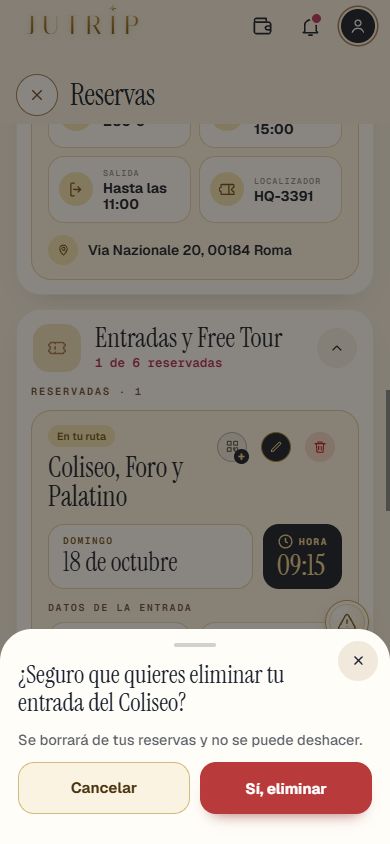 JUTRIP
Reservas
15:00
SALIDA
Hasta las
11:00
LOCALIZADOR
HQ-3391
Via Nazionale 20, 00184 Roma
Entradas y Free Tour
1 de 6 reservadas
RESERVADAS · 1
En tu ruta
Coliseo, Foro y
Palatino
DOMINGO
18 de octubre
HORA
09:15
DATOS DE LA ENTRADA
¿Seguro que quieres eliminar tu
entrada del Coliseo?
Se borrará de tus reservas y no se puede deshacer.
Cancelar
Sí, eliminar